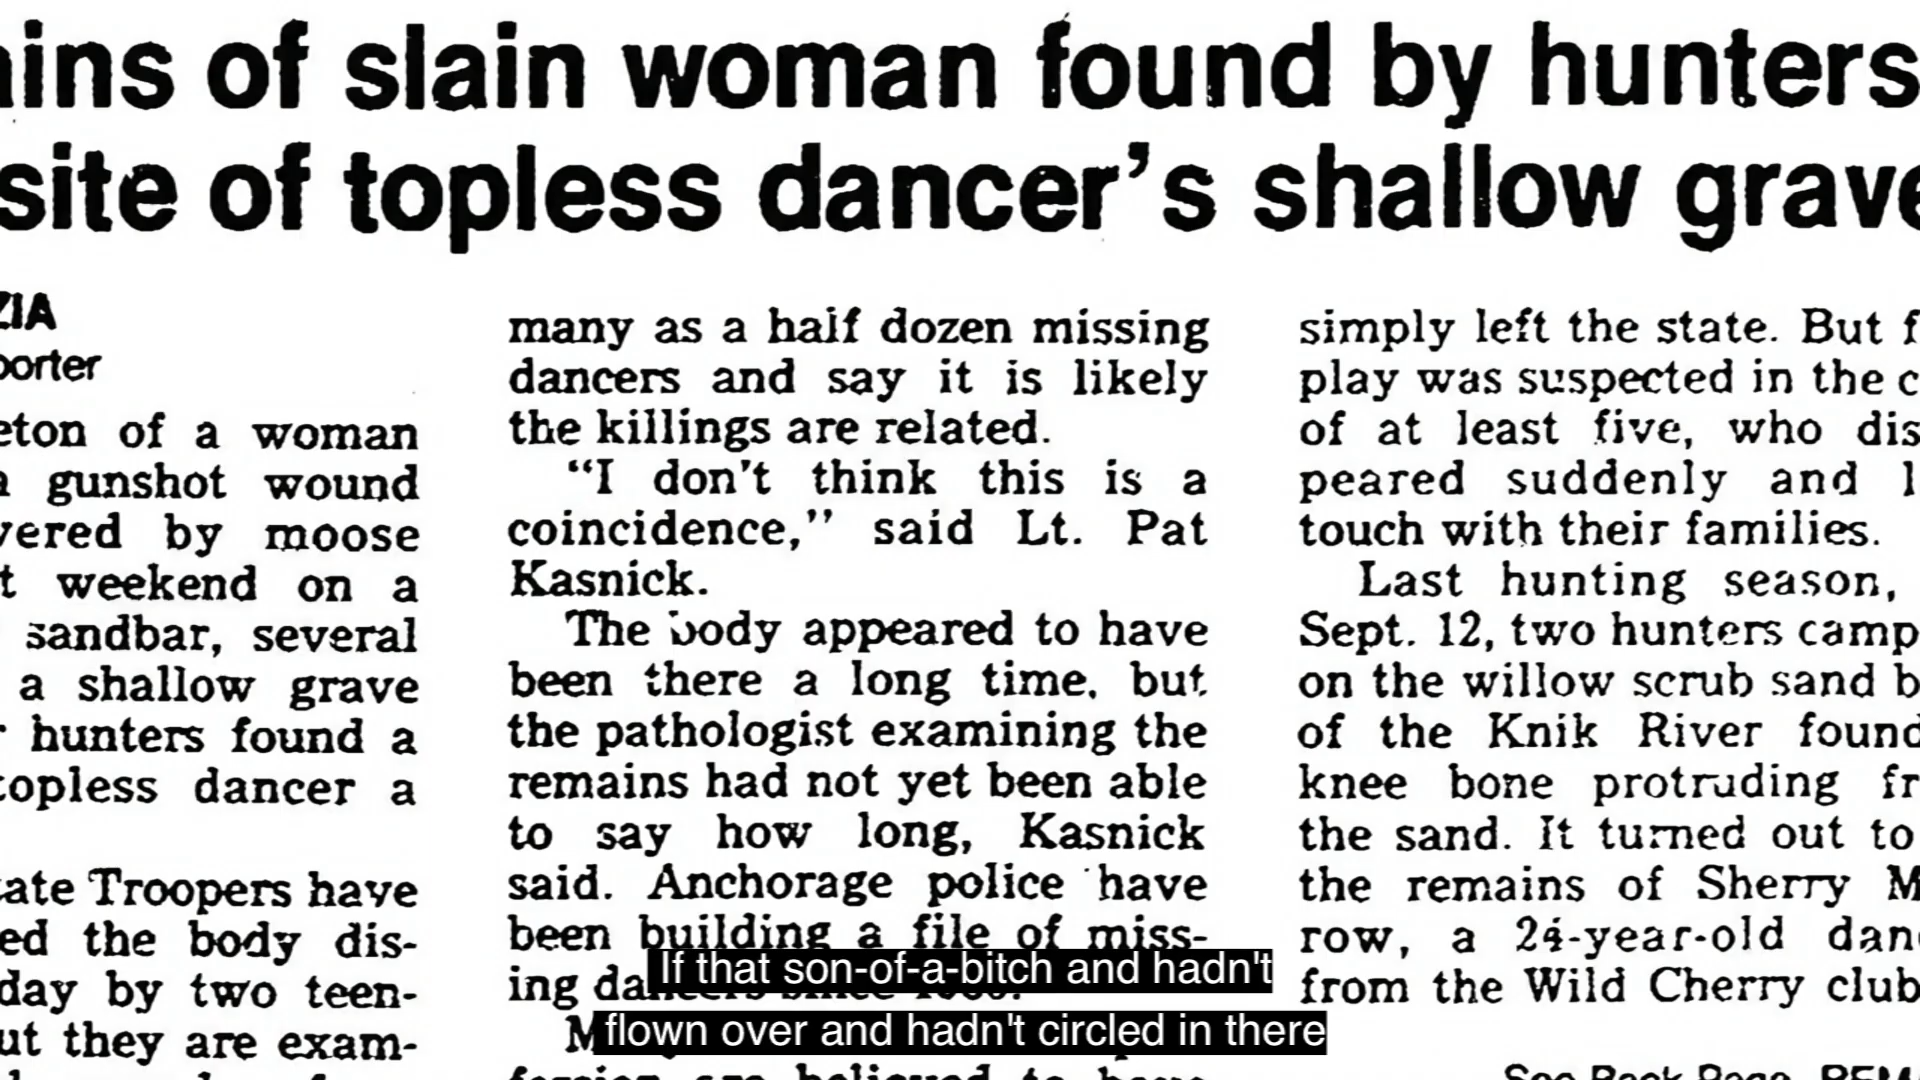 ains of slain woman found by hunters
site of topless dancer's shallow grave
ZIA
porter
eton of a woman
a gunshot wound
vered by moose
t weekend on a
sandbar, several
a shallow grave
r hunters found a
topless dancer a
tate Troopers have
ed the body dis-
day by two teen-
ut they are exam-
many as a half dozen missing
dancers and say it is likely
the killings are related.
"I don't think this is a
coincidence," said Lt. Pat
Kasnick.
The body appeared to have
been there a long time, but
the pathologist examining the
remains had not yet been able
to say how long, Kasnick
said. Anchorage police have
been building a file of miss-
ing dancers since
simply left the state. But f
play was suspected in the c
of at least five, who dis
peared suddenly and l
touch with their families.
Last hunting season,
Sept. 12, two hunters camp
on the willow scrub sand b
of the Knik River found
knee bone protruding fr
the sand. It turned out to
the remains of Sherry M
row, a 24-year-old dan
from the Wild Cherry club
See Back Page, REM
If that son-of-a-bitch and hadn't
flown over and hadn't circled in there